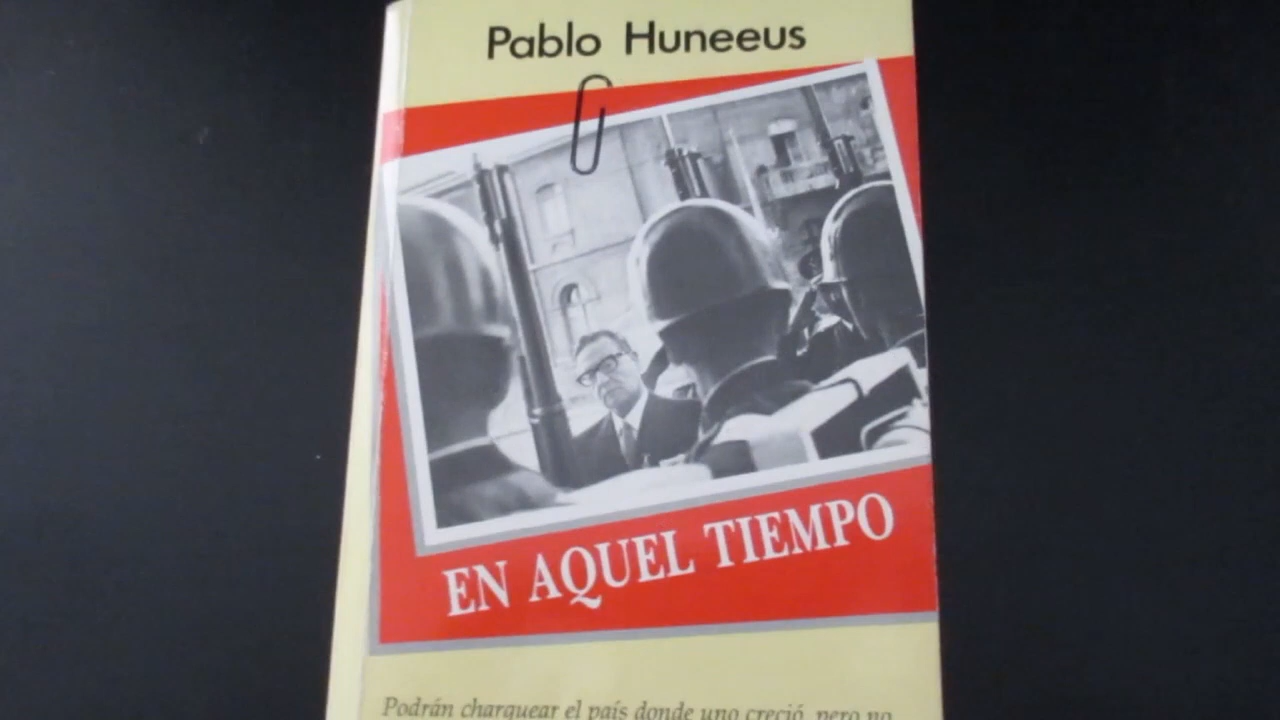 Pablo Huneeus
EN AQUEL TIEMPO
Podrán charquear el país donde uno creció, pero no